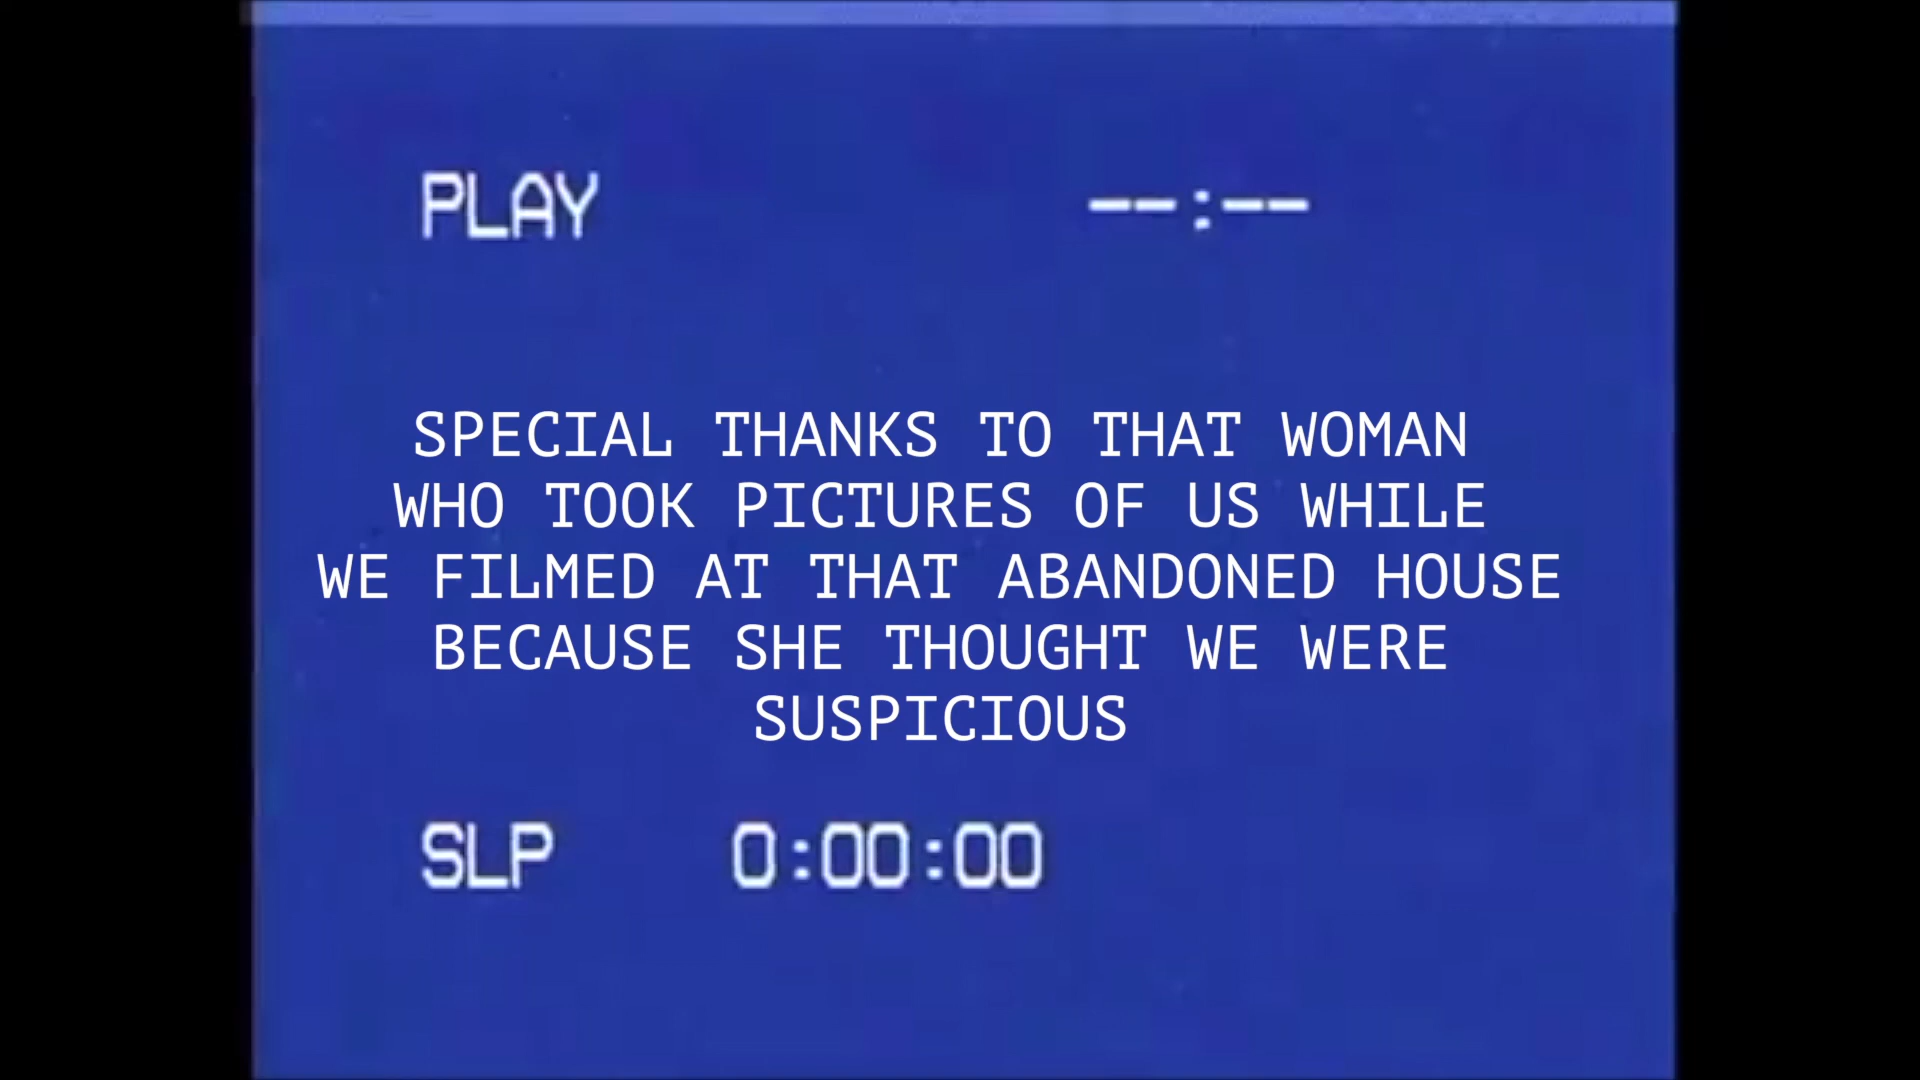 PLAY --:--
SPECIAL THANKS TO THAT WOMAN
WHO TOOK PICTURES OF US WHILE
WE FILMED AT THAT ABANDONED HOUSE
BECAUSE SHE THOUGHT WE WERE
SUSPICIOUS
SLP 0:00:00